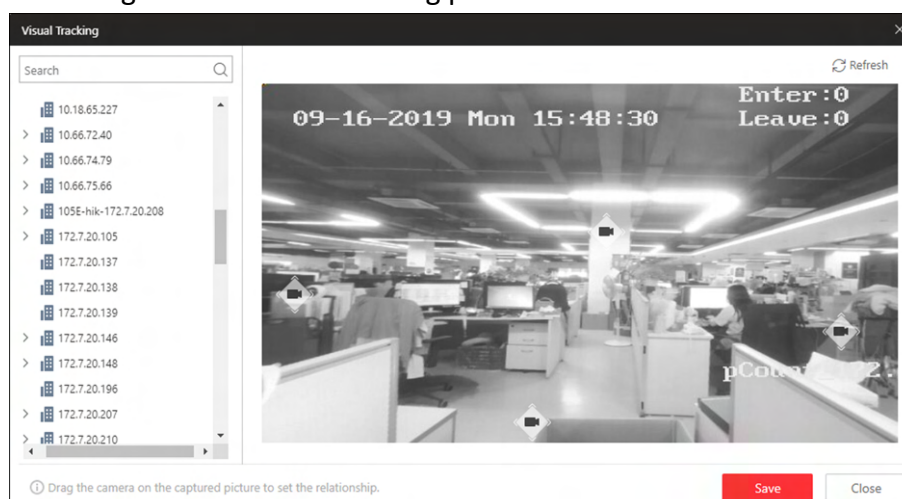 Visual Tracking
Search
Refresh
10.18.65.227
10.66.72.40
10.66.74.79
10.66.75.66
105E-hik-172.7.20.208
172.7.20.105
172.7.20.137
172.7.20.138
172.7.20.139
172.7.20.146
172.7.20.148
172.7.20.196
172.7.20.207
172.7.20.210
09-16-2019 Mon 15:48:30
Enter:0
Leave:0
Drag the camera on the captured picture to set the relationship.
Save
Close